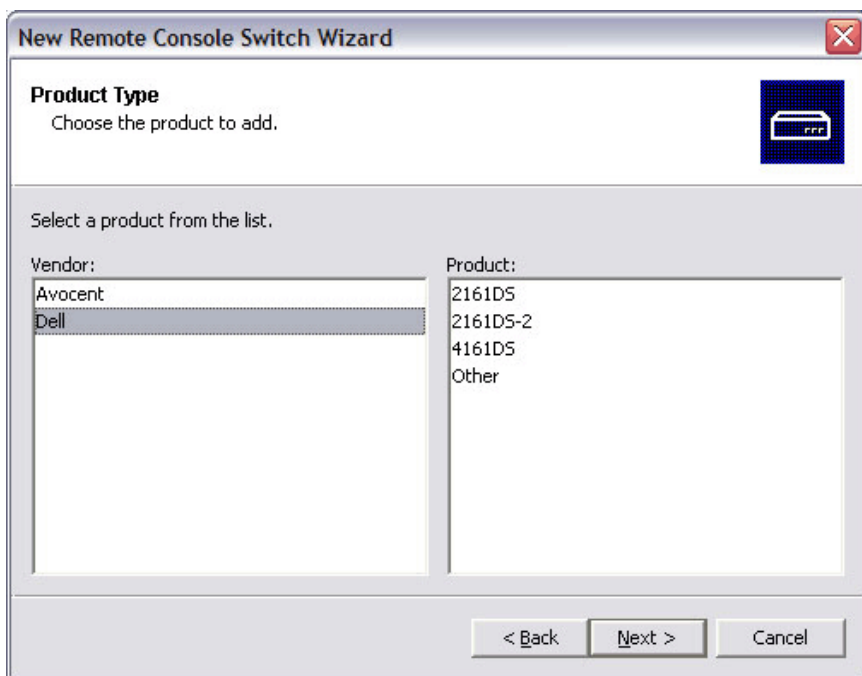 New Remote Console Switch Wizard
Product Type
Choose the product to add.
Select a product from the list.
Vendor:
Avocent
Dell
Product:
2161DS
2161DS-2
4161DS
Other
< Back
Next >
Cancel